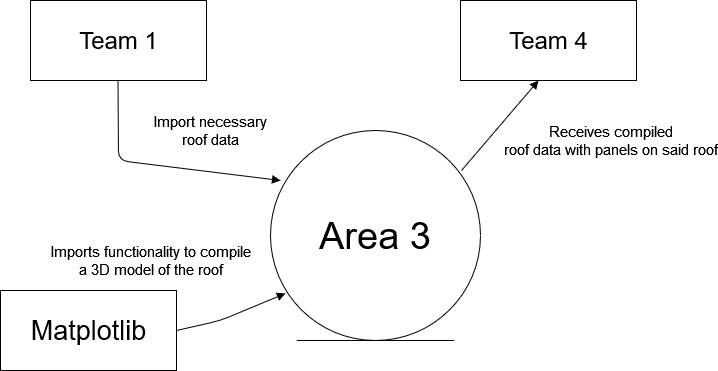 Team 1
Team 4
Import necessary
roof data
Receives compiled
roof data with panels on said roof
Area 3
Imports functionality to compile
a 3D model of the roof
Matplotlib